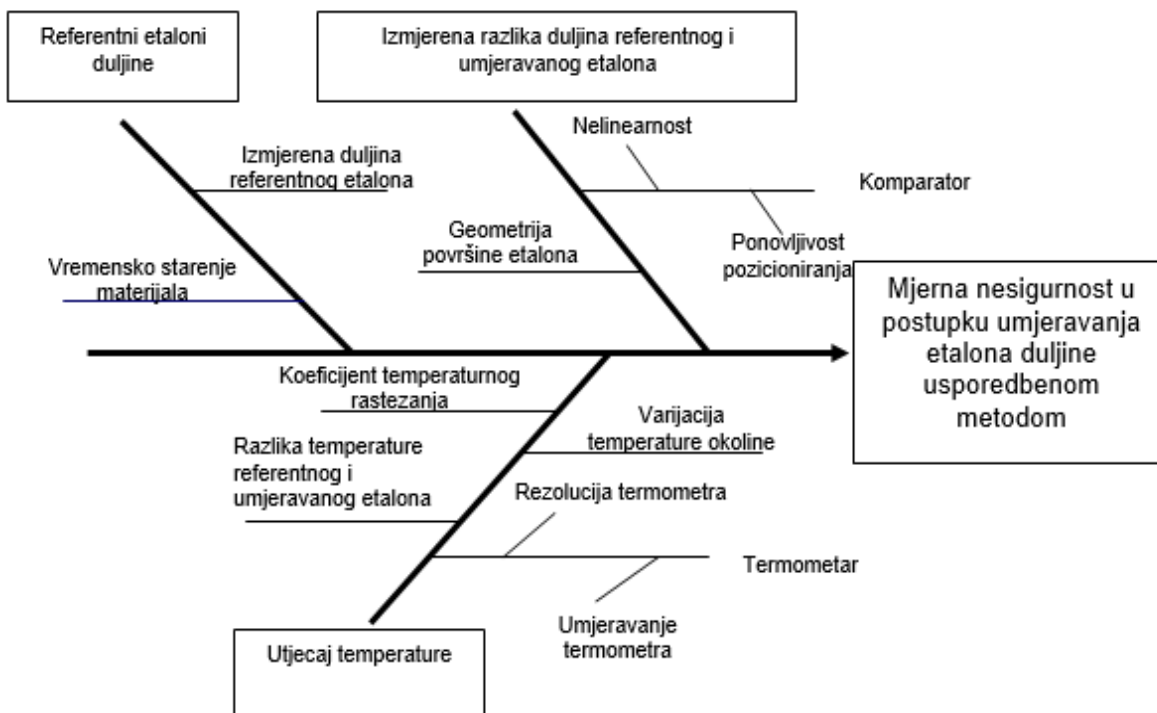 Referentni etaloni
duljine
Izmjerena razlika duljina referentnog i
umjeravanog etalona
Nelinearnost
Izmjerena duljina
referentnog etalona
Komparator
Geometrija
površine etalona
Ponovljivost
pozicioniranja
Vremensko starenje
materijala
Mjerna nesigurnost u
postupku umjeravanja
etalona duljine
usporedbenom
metodom
Koeficijent temperaturnog
rastezanja
Varijacija
temperature okoline
Razlika temperature
referentnog i
umjeravanog etalona
Rezolucija termometra
Termometar
Umjeravanje
termometra
Utjecaj temperature